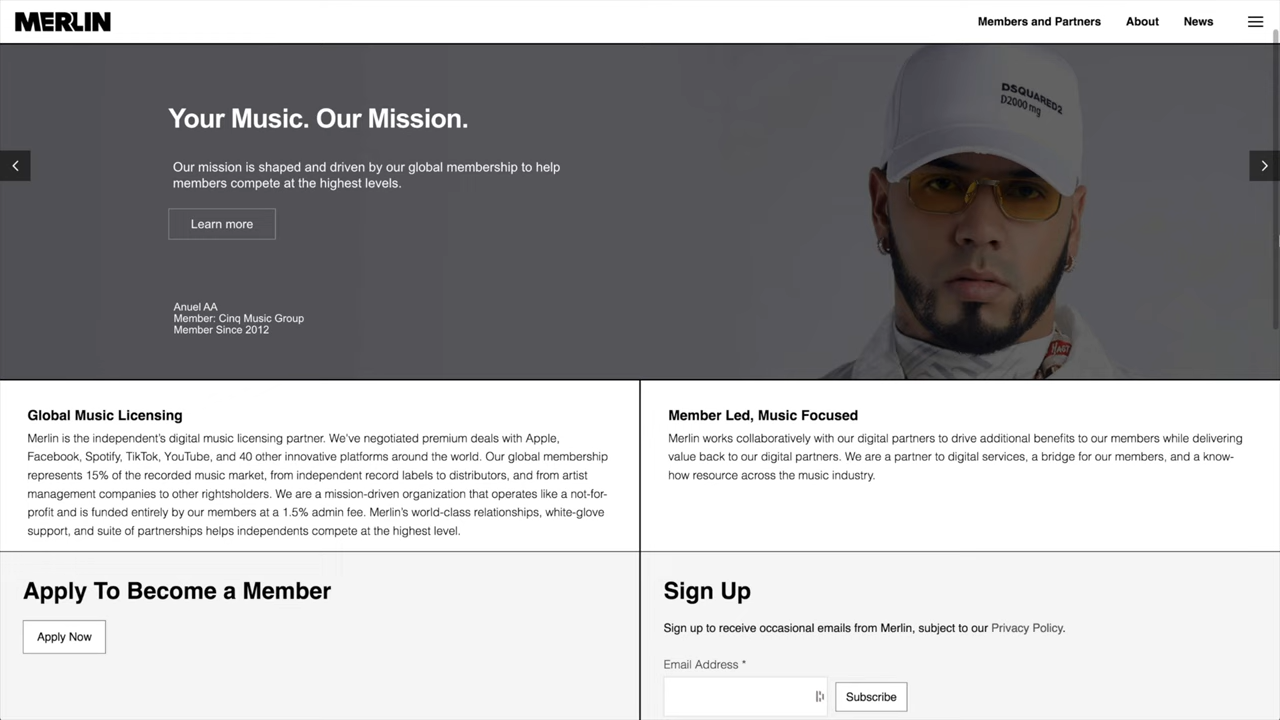 MERLIN
Members and Partners
About
News
DSQUARED2
D2000 mg
Your Music. Our Mission.
Our mission is shaped and driven by our global membership to help
members compete at the highest levels.
Learn more
Anuel AA
Member: Cinq Music Group
Member Since 2012
Global Music Licensing
Merlin is the independent's digital music licensing partner. We've negotiated premium deals with Apple,
Facebook, Spotify, TikTok, YouTube, and 40 other innovative platforms around the world. Our global membership
represents 15% of the recorded music market, from independent record labels to distributors, and from artist
management companies to other rightsholders. We are a mission-driven organization that operates like a not-for-
profit and is funded entirely by our members at a 1.5% admin fee. Merlin's world-class relationships, white-glove
support, and suite of partnerships helps independents compete at the highest level.
Member Led, Music Focused
Merlin works collaboratively with our digital partners to drive additional benefits to our members while delivering
value back to our digital partners. We are a partner to digital services, a bridge for our members, and a know-
how resource across the music industry.
Apply To Become a Member
Apply Now
Sign Up
Sign up to receive occasional emails from Merlin, subject to our Privacy Policy.
Email Address *
Subscribe